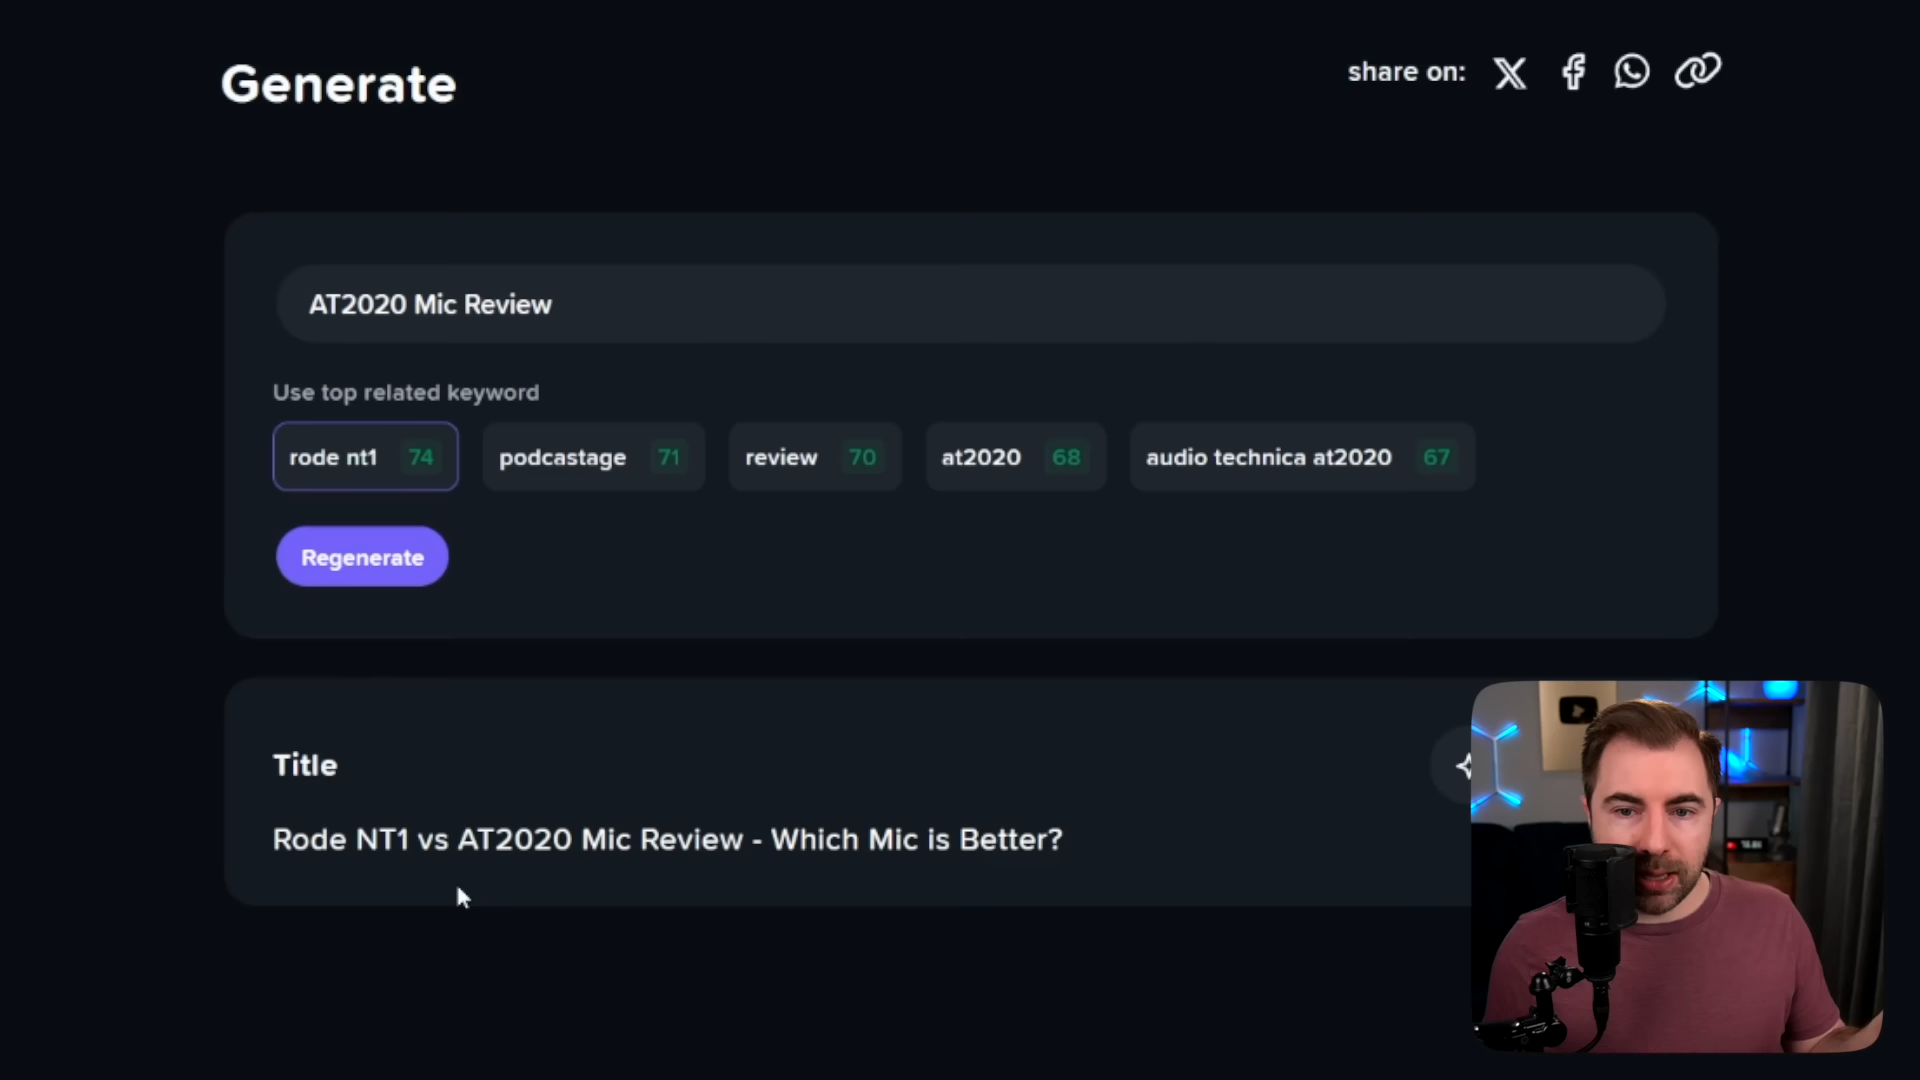 Generate
share on:
AT2020 Mic Review
Use top related keyword
rode nt1 74 podcastage 71 review 70 at2020 68 audio technica at2020 67
Regenerate
Title
Rode NT1 vs AT2020 Mic Review - Which Mic is Better?